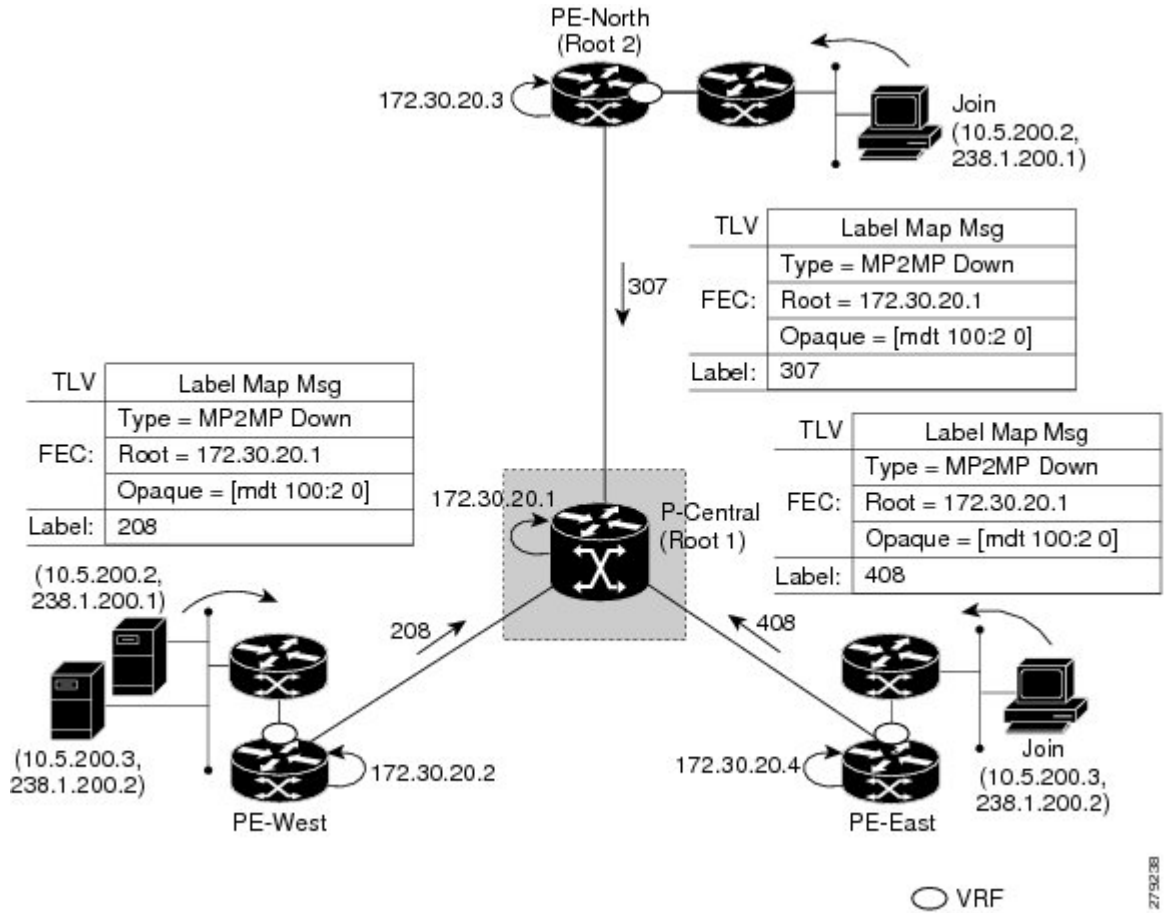 PE-North
(Root 2)
172.30.20.3
Join
(10.5.200.2,
238.1.200.1)
TLV Label Map Msg
Type = MP2MP Down
FEC: Root = 172.30.20.1
Opaque = [mdt 100:2 0]
Label: 307
307
TLV Label Map Msg
Type = MP2MP Down
FEC: Root = 172.30.20.1
Opaque = [mdt 100:2 0]
Label: 208
TLV Label Map Msg
Type = MP2MP Down
FEC: Root = 172.30.20.1
Opaque = [mdt 100:2 0]
Label: 408
172.30.20.1
P-Central
(Root 1)
(10.5.200.2,
238.1.200.1)
208
408
(10.5.200.3,
238.1.200.2)
172.30.20.2
PE-West
172.30.20.4
PE-East
Join
(10.5.200.3,
238.1.200.2)
VRF
279238